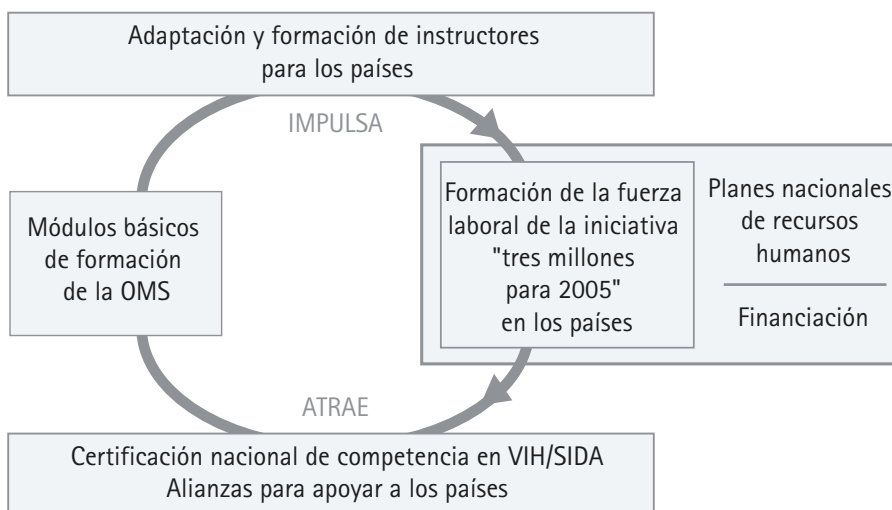 Adaptación y formación de instructores
para los países
IMPULSA
Módulos básicos
de formación
de la OMS
Formación de la fuerza
laboral de la iniciativa
"tres millones
para 2005"
en los países
Planes nacionales
de recursos
humanos
Financiación
ATRAE
Certificación nacional de competencia en VIH/SIDA
Alianzas para apoyar a los países